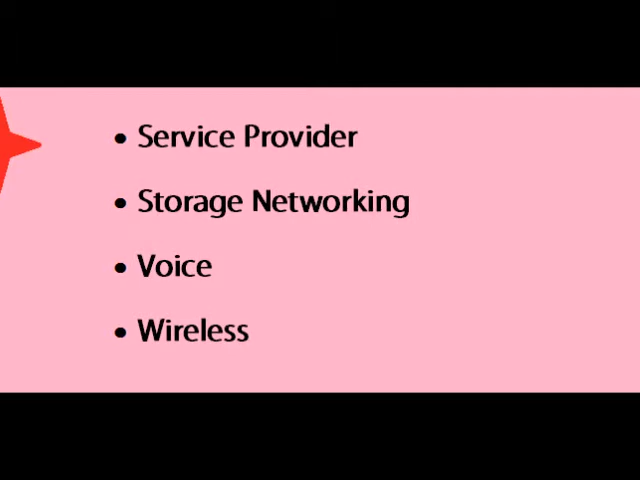 • Service Provider
• Storage Networking
• Voice
• Wireless